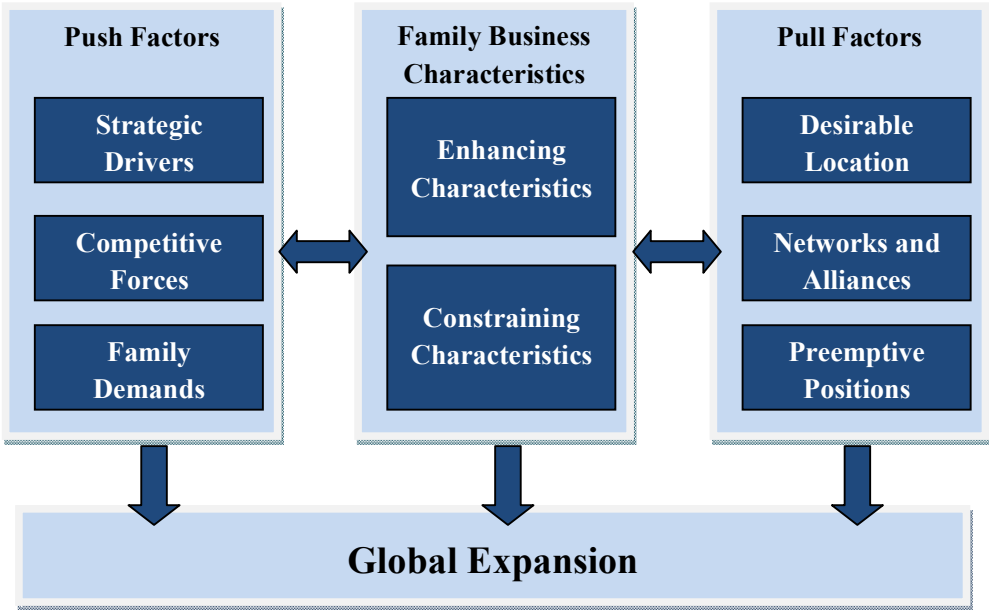 Push Factors
Strategic
Drivers
Competitive
Forces
Family
Demands
Family Business
Characteristics
Enhancing
Characteristics
Constraining
Characteristics
Pull Factors
Desirable
Location
Networks and
Alliances
Preemptive
Positions
Global Expansion